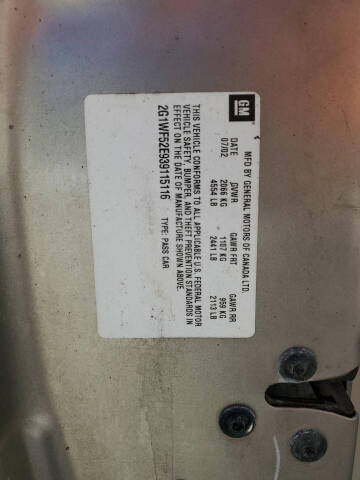 GM
MFD BY GENERAL MOTORS OF CANADA LTD.
DATE GVWR GAWR FRT GAWR RR
07/02 2066 KG 1107 KG 959 KG
4554 LB 2441 LB 2113 LB
THIS VEHICLE CONFORMS TO ALL APPLICABLE U.S. FEDERAL MOTOR
VEHICLE SAFETY, BUMPER, AND THEFT PREVENTION STANDARDS IN
EFFECT ON THE DATE OF MANUFACTURE SHOWN ABOVE.
2G1WF52E939115116 TYPE: PASS CAR